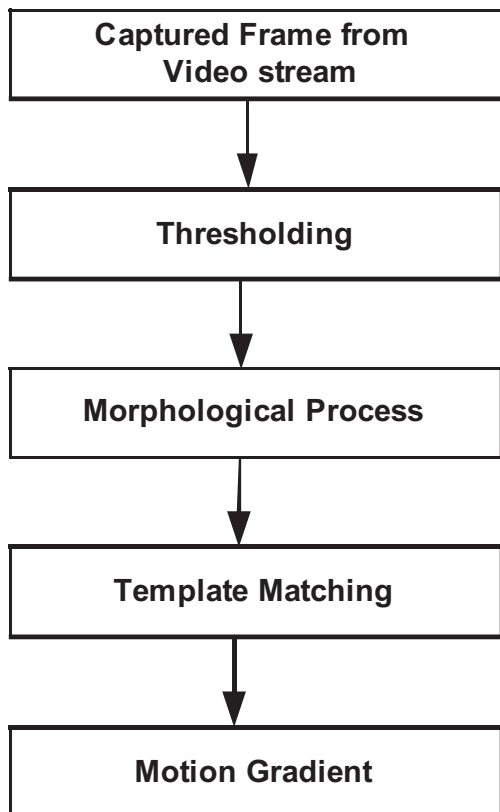 Captured Frame from
Video stream
Thresholding
Morphological Process
Template Matching
Motion Gradient